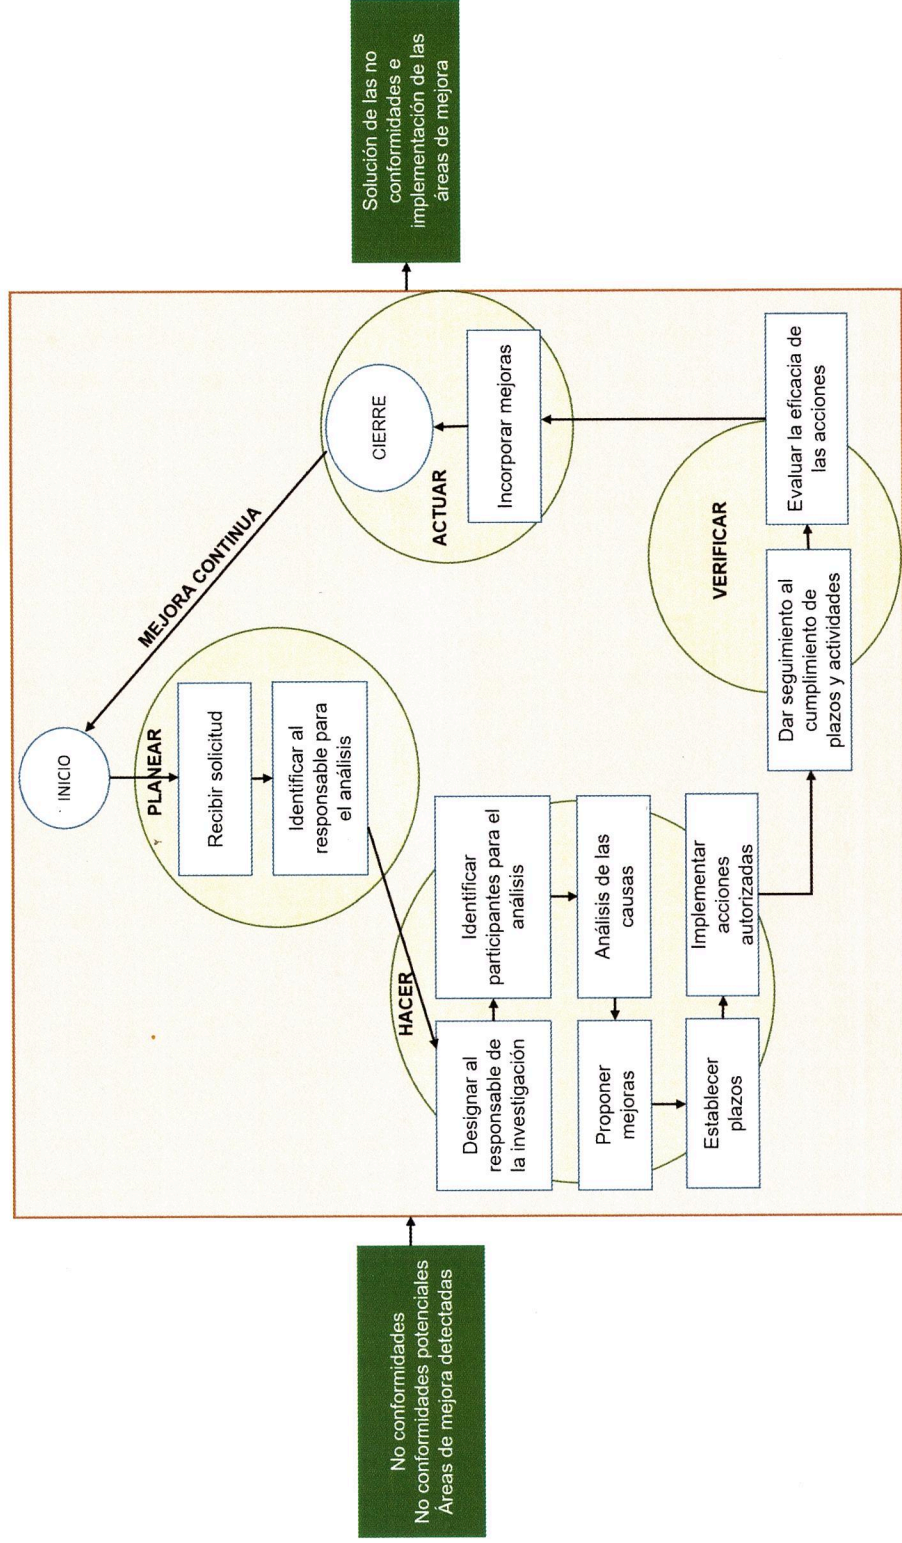 No conformidades
No conformidades potenciales
Áreas de mejora detectadas
INICIO
PLANEAR
Recibir solicitud
Identificar al
responsable para
el análisis
HACER
Designar al
responsable de
la investigación
Identificar
participantes para el
análisis
Análisis de las
causas
Proponer
mejoras
Establecer
plazos
Implementar
acciones
autorizadas
VERIFICAR
Dar seguimiento al
cumplimiento de
plazos y actividades
Evaluar la eficacia de
las acciones
ACTUAR
Incorporar mejoras
CIERRE
MEJORA CONTINUA
Solución de las no
conformidades e
implementación de las
áreas de mejora